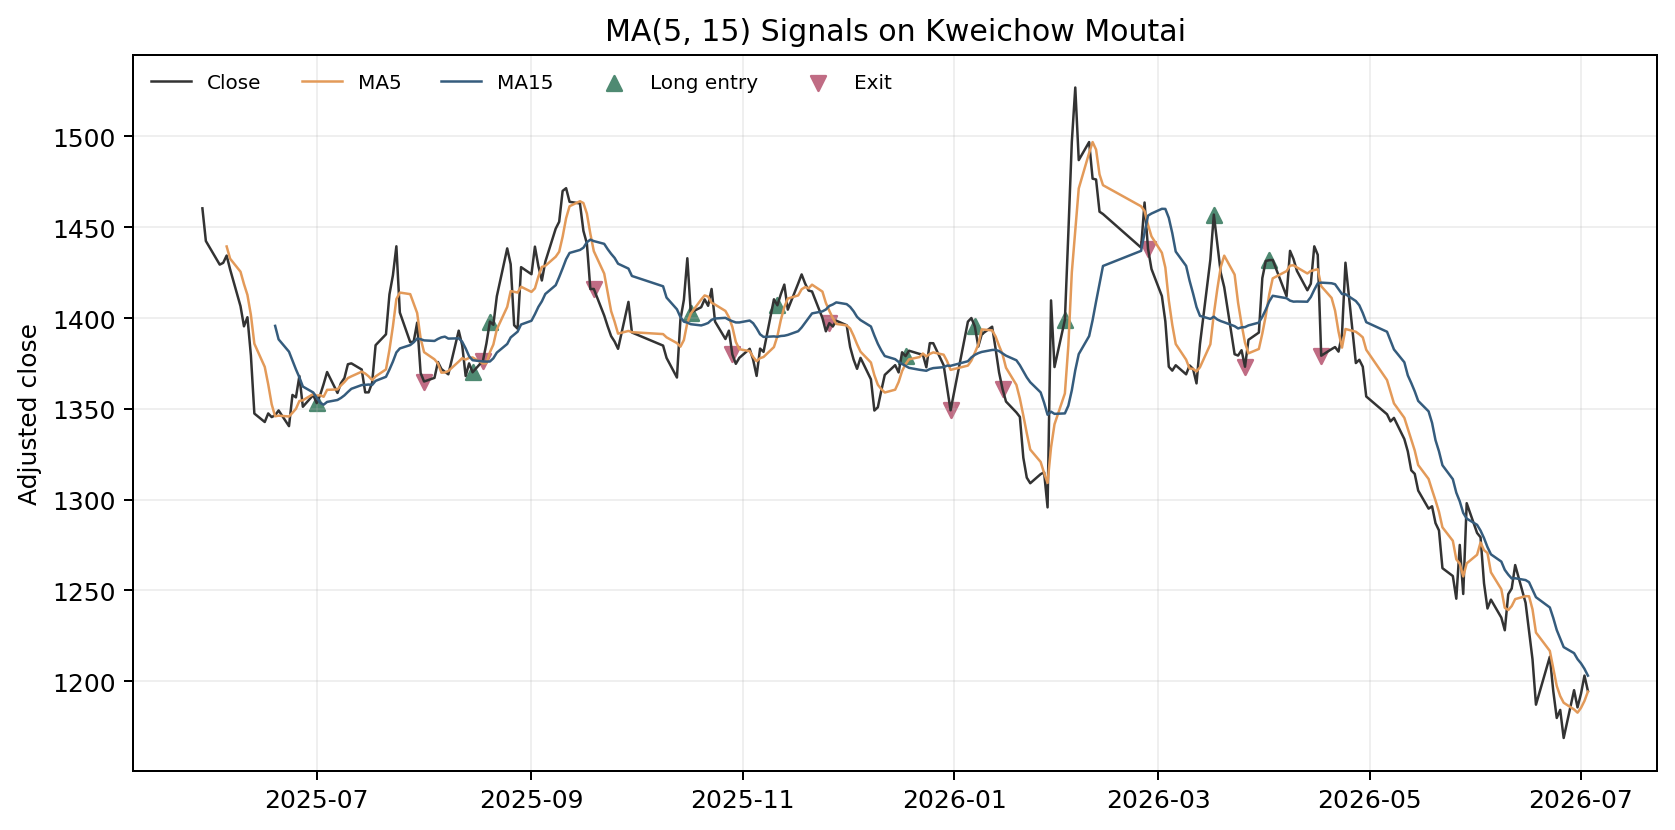 MA(5, 15) Signals on Kweichow Moutai
Close MA5 MA15 Long entry Exit
Adjusted close
1500
1450
1400
1350
1300
1250
1200
2025-07 2025-09 2025-11 2026-01 2026-03 2026-05 2026-07